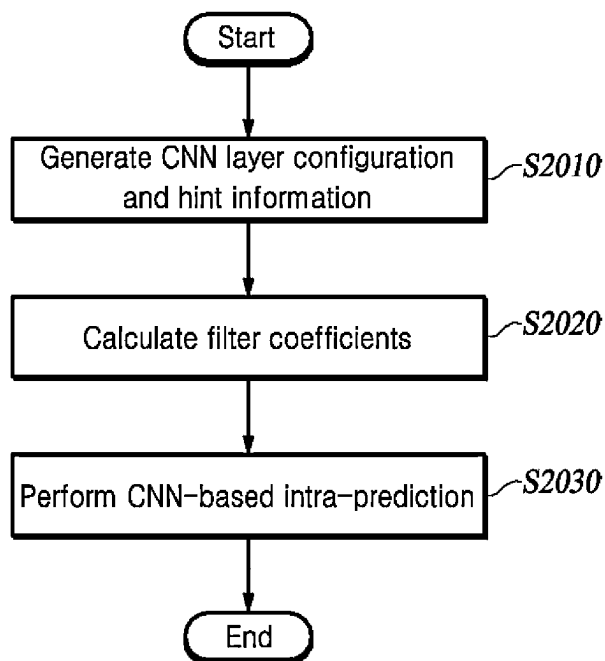 Start
Generate CNN layer configuration
and hint information
S2010
Calculate filter coefficients
S2020
Perform CNN-based intra-prediction
S2030
End